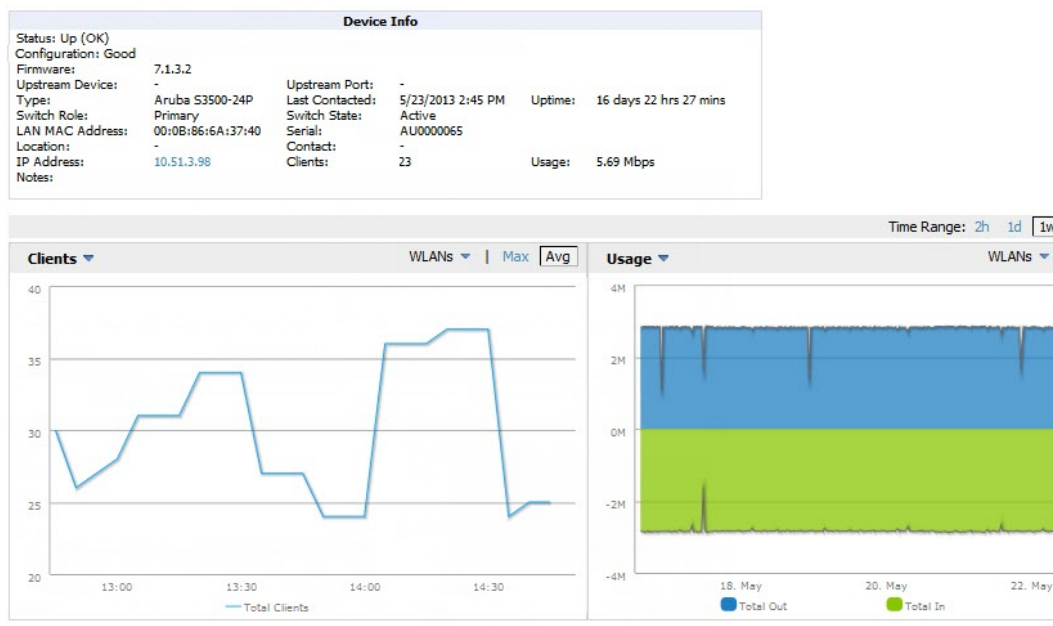 Device Info
Status: Up (OK)
Configuration: Good
Firmware: 7.1.3.2
Upstream Device: - Upstream Port: -
Type: Aruba S3500-24P Last Contacted: 5/23/2013 2:45 PM Uptime: 16 days 22 hrs 27 mins
Switch Role: Primary Switch State: Active
LAN MAC Address: 00:0B:86:6A:37:40 Serial: AU0000065
Location: - Contact: -
IP Address: 10.51.3.98 Clients: 23 Usage: 5.69 Mbps
Notes:
Time Range: 2h 1d 1w
Clients WLANs | Max Avg
40
35
30
25
20
13:00 13:30 14:00 14:30
Total Clients
Usage WLANs
4M
2M
0M
-2M
-4M
18. May 20. May 22. May
Total Out Total In